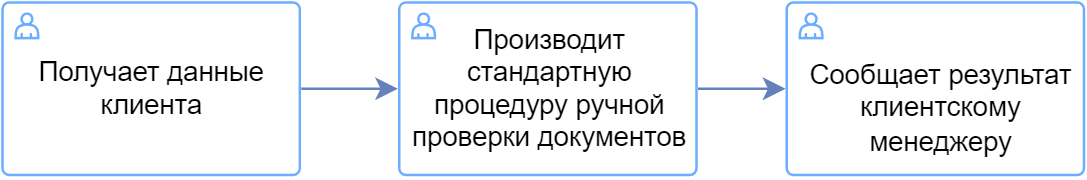 Получает данные
клиента
Производит
стандартную
процедуру ручной
проверки документов
Сообщает результат
клиентскому
менеджеру